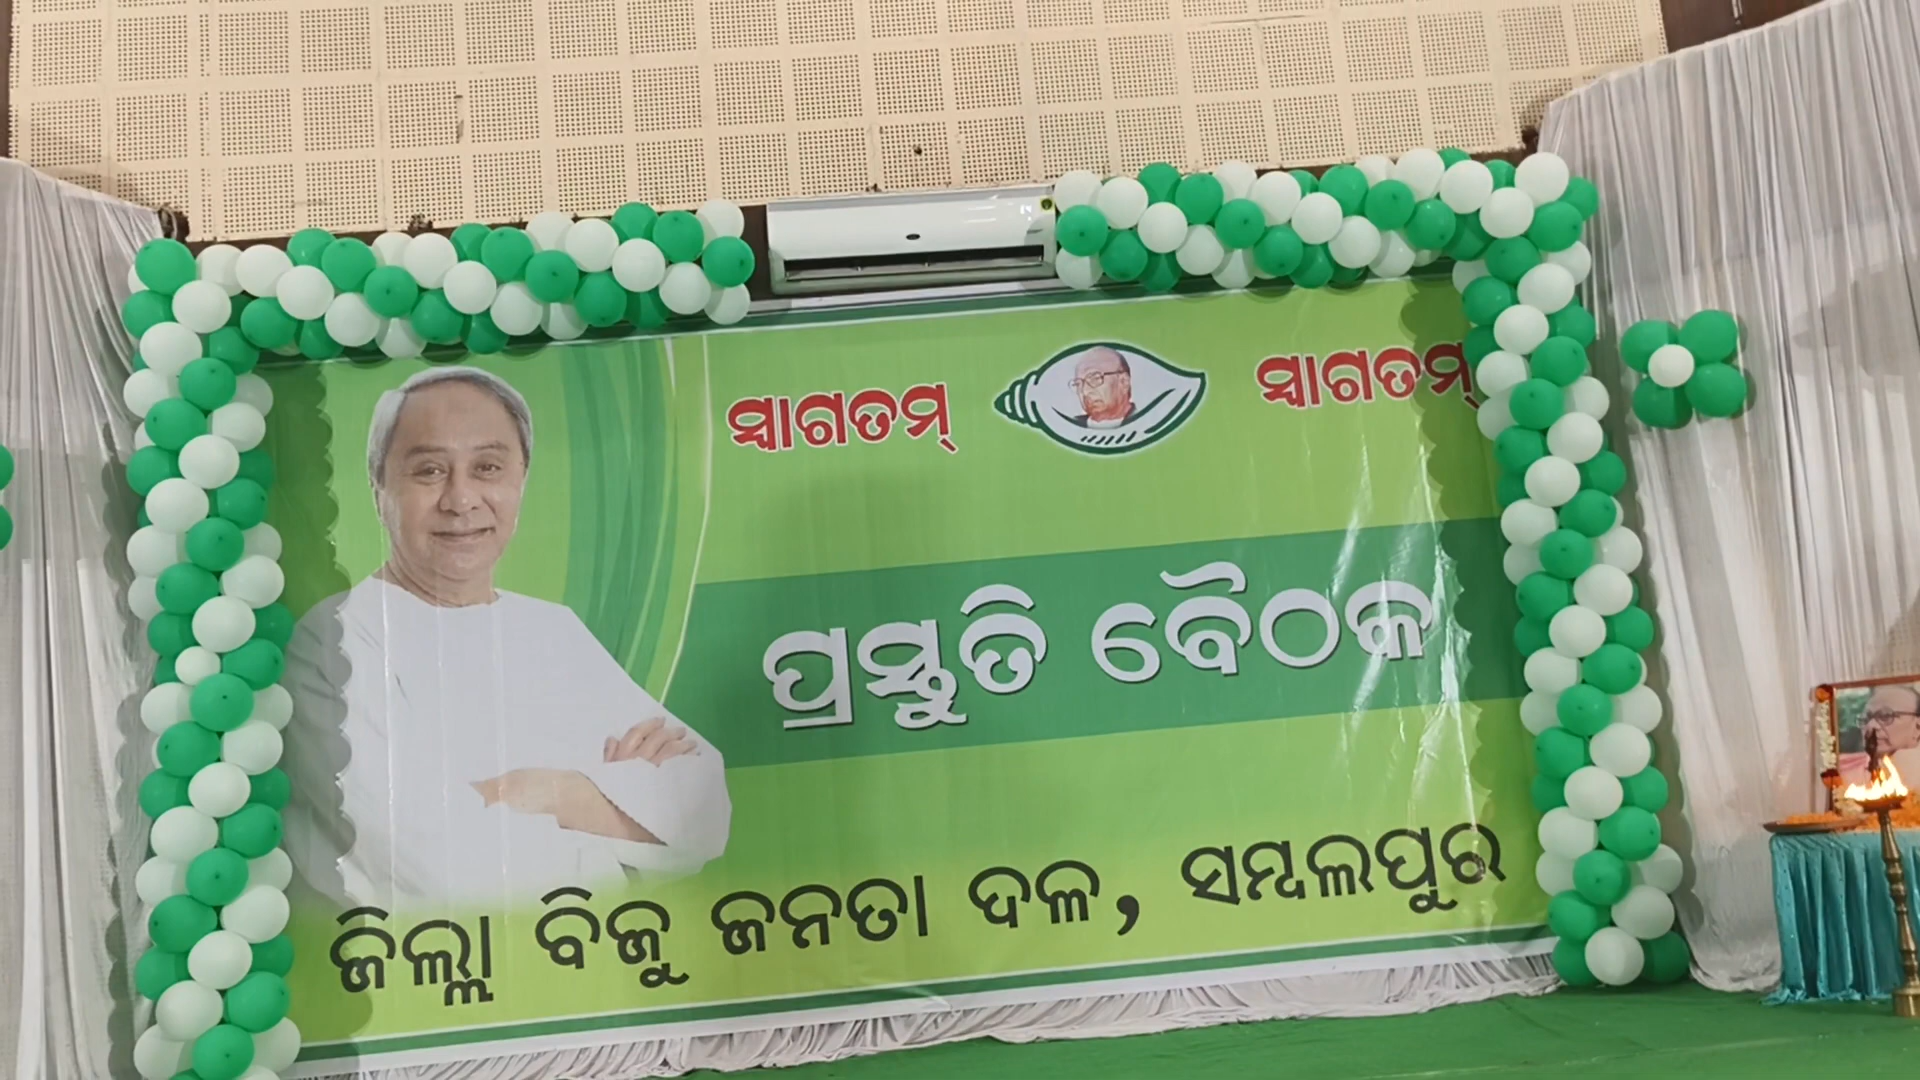 ସ୍ୱାଗତମ୍ ସ୍ୱାଗତମ୍
ପ୍ରସ୍ତୁତି ବୈଠକ
ଜିଲ୍ଲା ବିଜୁ ଜନତା ଦଳ, ସମ୍ବଲପୁର